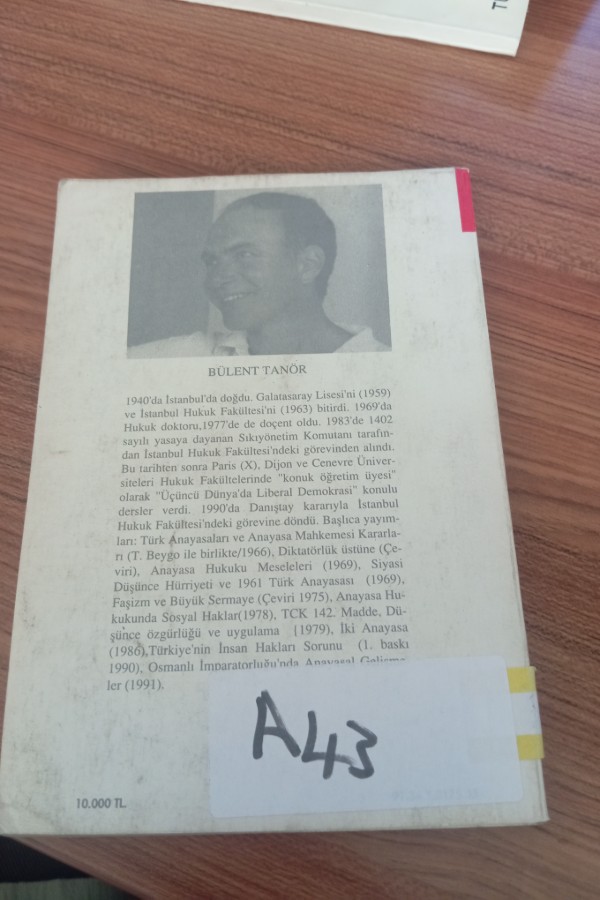 BÜLENT TANÖR
1940'da İstanbul'da doğdu. Galatasaray Lisesi'ni (1959)
ve İstanbul Hukuk Fakültesi'ni (1963) bitirdi. 1969'da
Hukuk doktoru,1977'de de doçent oldu. 1983'de 1402
sayılı yasaya dayanan Sıkıyönetim Komutanı tarafın-
dan İstanbul Hukuk Fakültesi'ndeki görevinden alındı.
Bu tarihten sonra Paris (X), Dijon ve Cenevre Üniver-
siteleri Hukuk Fakültelerinde "konuk öğretim üyesi"
olarak "Üçüncü Dünya'da Liberal Demokrasi" konulu
dersler verdi. 1990'da Danıştay kararıyla İstanbul
Hukuk Fakültesi'ndeki görevine döndü. Başlıca yayım-
ları: Türk Anayasaları ve Anayasa Mahkemesi Kararla-
rı (T. Beygo ile birlikte/1966), Diktatörlük üstüne (Çe-
viri), Anayasa Hukuku Meseleleri (1969), Siyasi
Düşünce Hürriyeti ve 1961 Türk Anayasası (1969),
Faşizm ve Büyük Sermaye (Çeviri 1975), Anayasa Hu-
kukunda Sosyal Haklar(1978), TCK 142. Madde, Dü-
şünce özgürlüğü ve uygulama (1979), İki Anayasa
(1986),Türkiye'nin İnsan Hakları Sorunu (1. baskı
1990), Osmanlı İmparatorluğu'nda Anayasal Gelişme-
ler (1991).
A43
10.000 TL